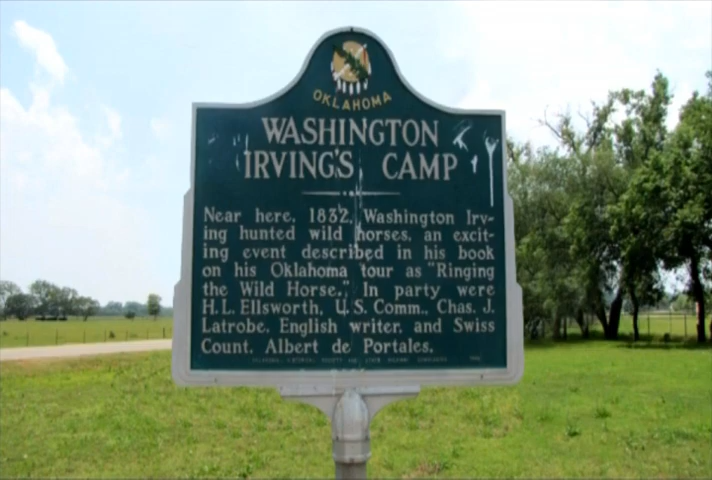 OKLAHOMA
WASHINGTON
IRVING'S CAMP
Near here, 1832, Washington Irv-
ing hunted wild horses, an excit-
ing event described in his book
on his Oklahoma tour as "Ringing
the Wild Horse." In party were
H.L. Ellsworth, U.S. Comm., Chas. J.
Latrobe, English writer, and Swiss
Count, Albert de Portales.